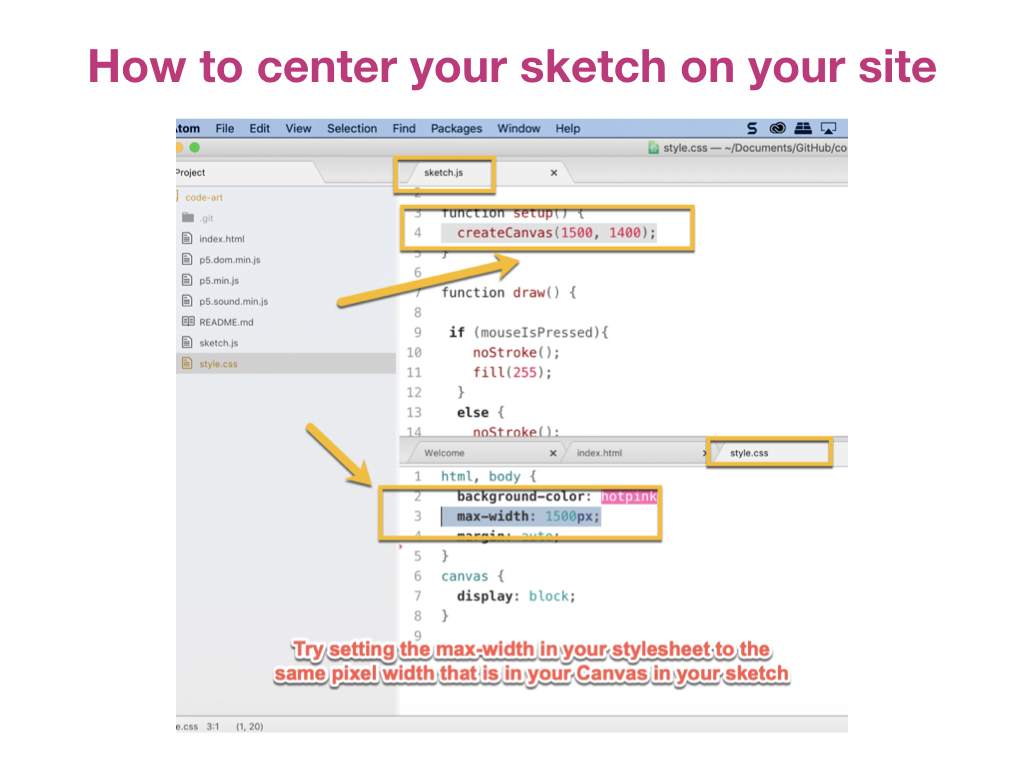 How to center your sketch on your site
Atom File Edit View Selection Find Packages Window Help
style.css — ~/Documents/GitHub/co
Project
sketch.js
code-art
.git
index.html
p5.dom.min.js
p5.min.js
p5.sound.min.js
README.md
sketch.js
style.css
2
3 function setup() {
4 createCanvas(1500, 1400);
5 }
6
7 function draw() {
8
9 if (mouseIsPressed){
10 noStroke();
11 fill(255);
12 }
13 else {
14 noStroke();
Welcome index.html style.css
1 html, body {
2 background-color: hotpink
3 max-width: 1500px;
4 margin: auto;
5 }
6 canvas {
7 display: block;
8 }
9
Try setting the max-width in your stylesheet to the
same pixel width that is in your Canvas in your sketch
e.css 3:1 (1, 20)